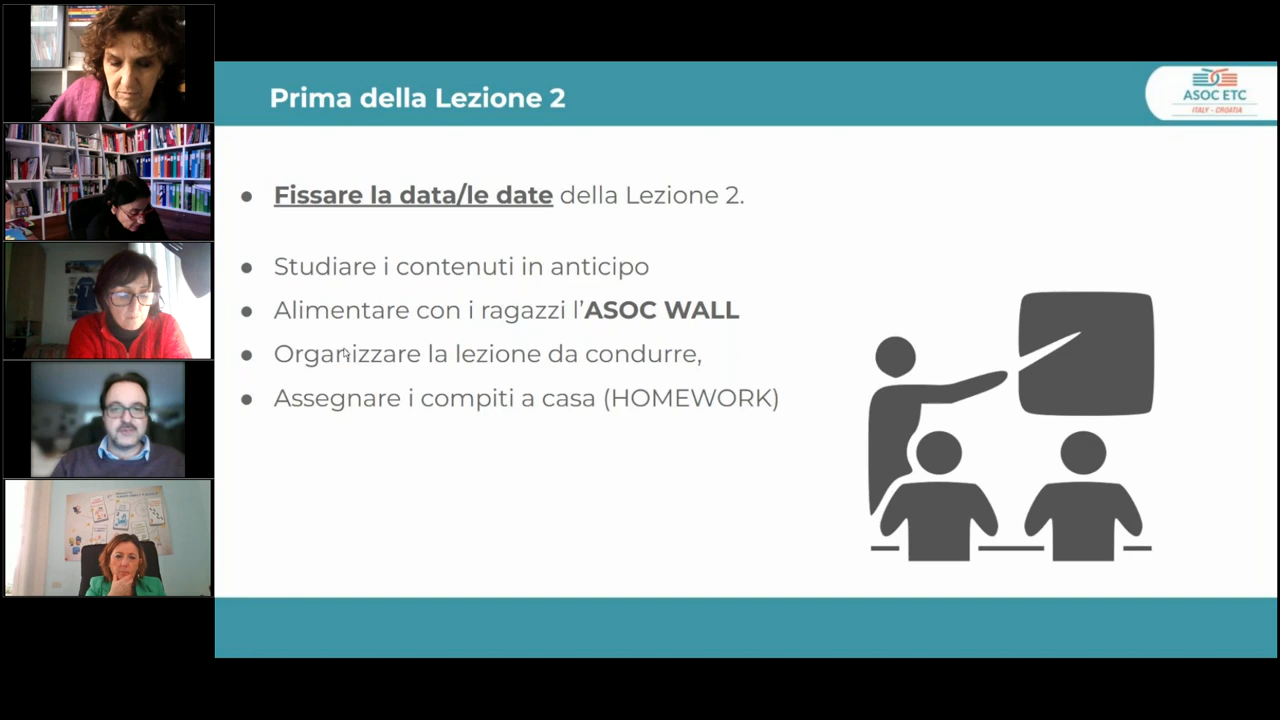 Prima della Lezione 2
ASOC ETC
ITALY - CROATIA
● Fissare la data/le date della Lezione 2.
● Studiare i contenuti in anticipo
● Alimentare con i ragazzi l’ASOC WALL
● Organizzare la lezione da condurre,
● Assegnare i compiti a casa (HOMEWORK)